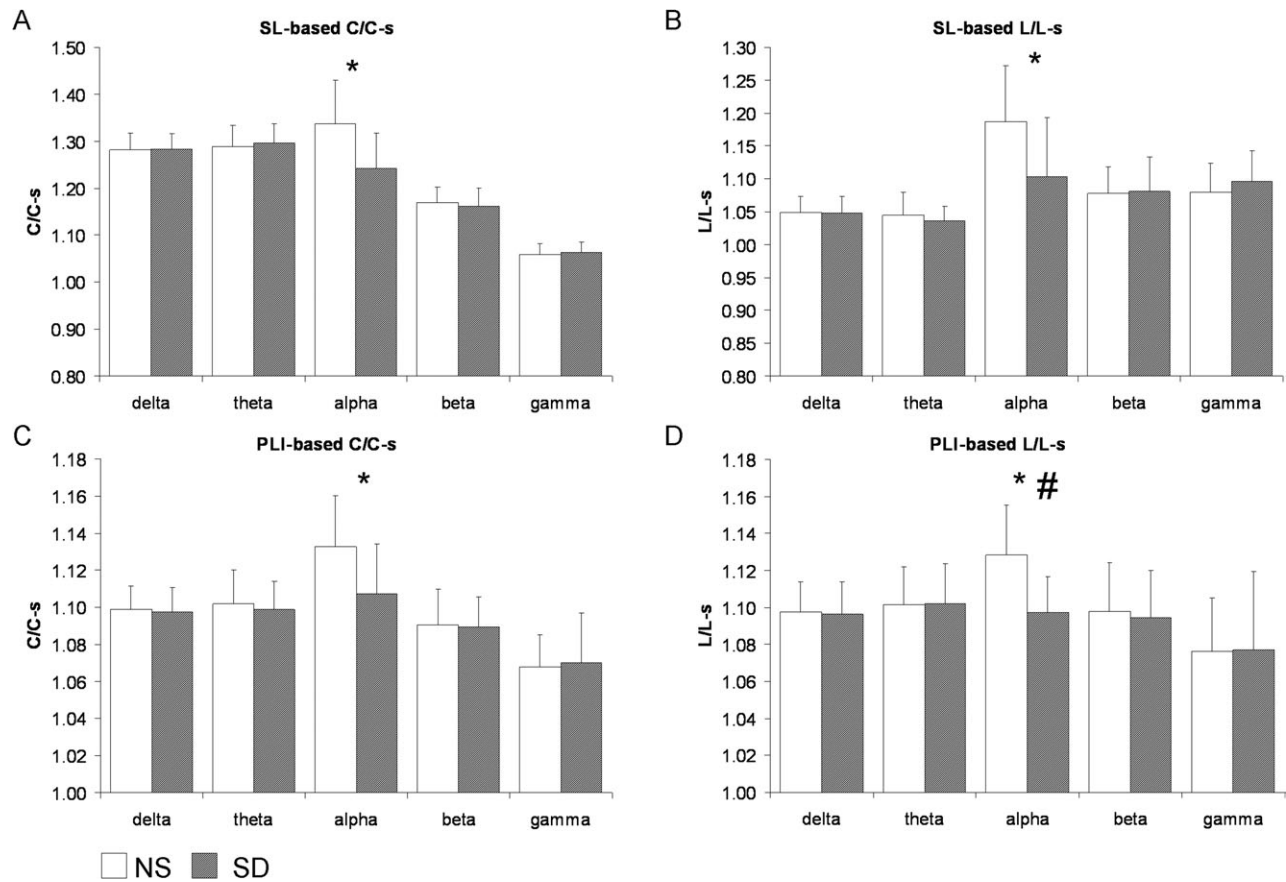 A
SL-based C/C-s
*
C/C-s
1.50
1.40
1.30
1.20
1.10
1.00
0.90
0.80
delta theta alpha beta gamma
B
SL-based L/L-s
*
L/L-s
1.30
1.25
1.20
1.15
1.10
1.05
1.00
0.95
0.90
0.85
0.80
delta theta alpha beta gamma
C
PLI-based C/C-s
*
C/C-s
1.18
1.16
1.14
1.12
1.10
1.08
1.06
1.04
1.02
1.00
delta theta alpha beta gamma
D
PLI-based L/L-s
* #
L/L-s
1.18
1.16
1.14
1.12
1.10
1.08
1.06
1.04
1.02
1.00
delta theta alpha beta gamma
NS SD